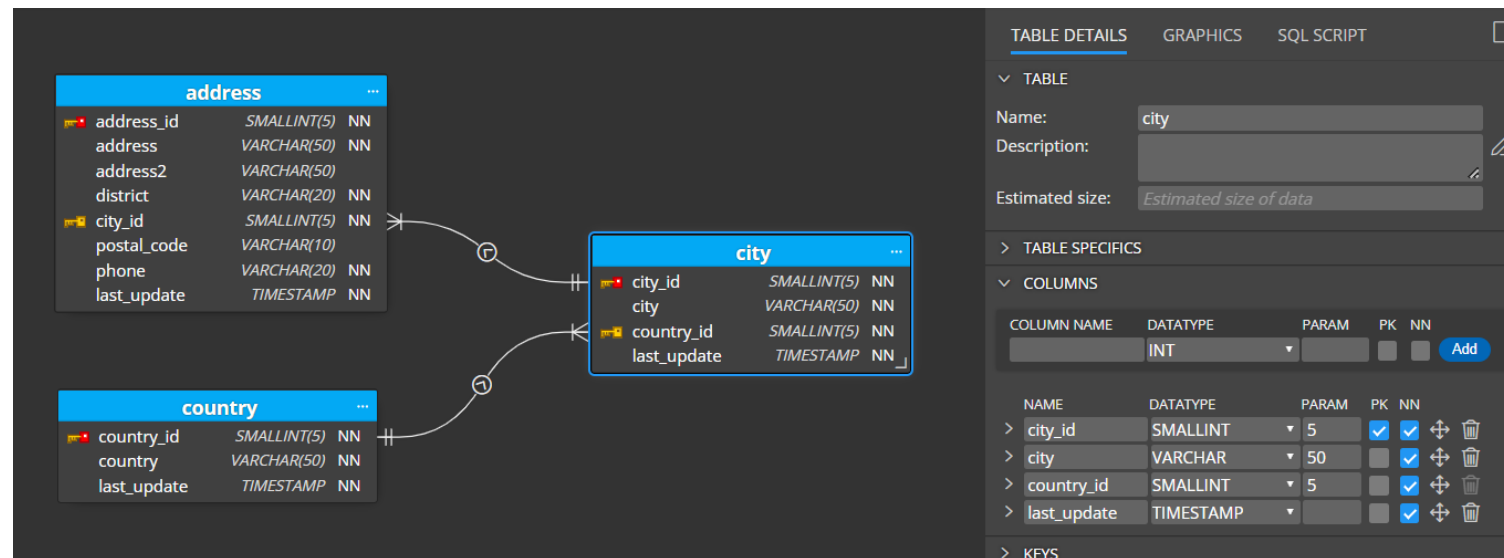 address ...
address_id SMALLINT(5) NN
address VARCHAR(50) NN
address2 VARCHAR(50)
district VARCHAR(20) NN
city_id SMALLINT(5) NN
postal_code VARCHAR(10)
phone VARCHAR(20) NN
last_update TIMESTAMP NN
city ...
city_id SMALLINT(5) NN
city VARCHAR(50) NN
country_id SMALLINT(5) NN
last_update TIMESTAMP NN
country ...
country_id SMALLINT(5) NN
country VARCHAR(50) NN
last_update TIMESTAMP NN
TABLE DETAILS GRAPHICS SQL SCRIPT
TABLE
Name: city
Description:
Estimated size: Estimated size of data
TABLE SPECIFICS
COLUMNS
COLUMN NAME DATATYPE PARAM PK NN
INT Add
NAME DATATYPE PARAM PK NN
city_id SMALLINT 5
city VARCHAR 50
country_id SMALLINT 5
last_update TIMESTAMP
KEYS